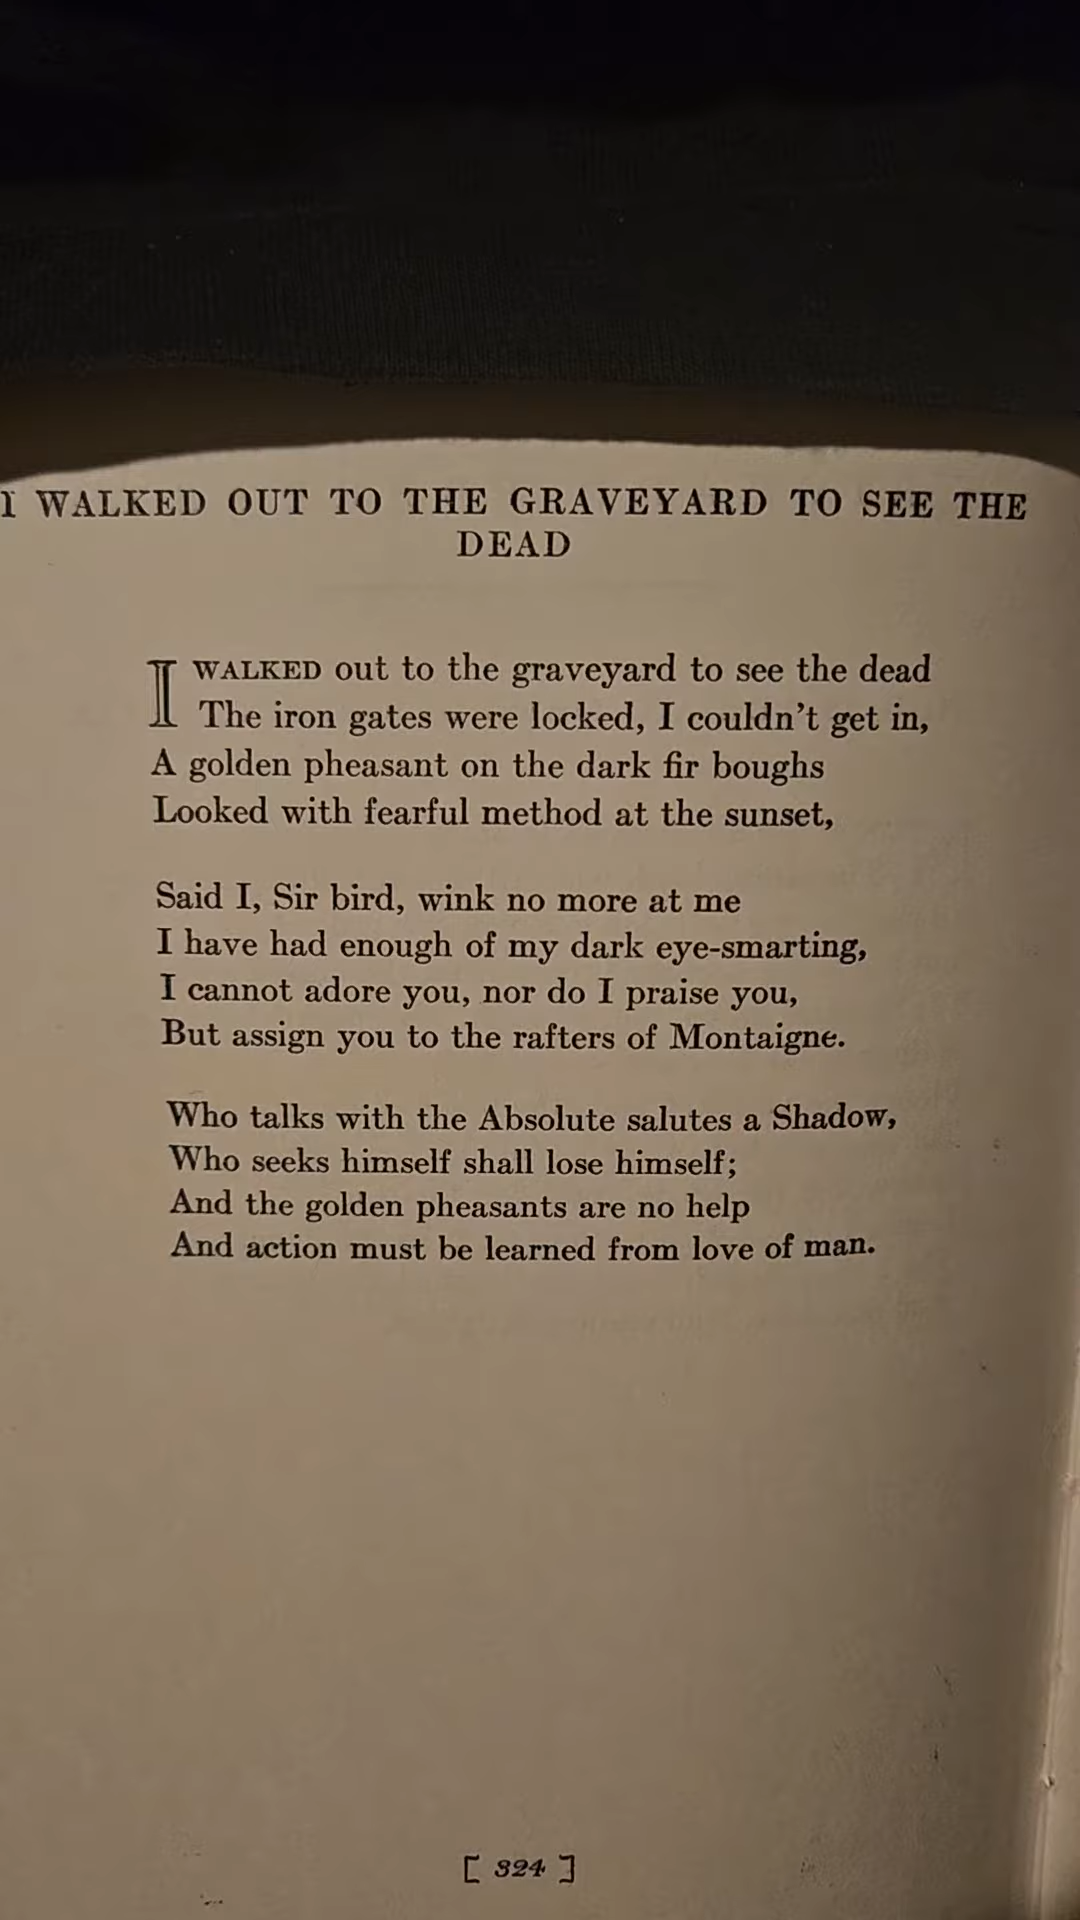 I WALKED OUT TO THE GRAVEYARD TO SEE THE
DEAD
I WALKED out to the graveyard to see the dead
The iron gates were locked, I couldn't get in,
A golden pheasant on the dark fir boughs
Looked with fearful method at the sunset,
Said I, Sir bird, wink no more at me
I have had enough of my dark eye-smarting,
I cannot adore you, nor do I praise you,
But assign you to the rafters of Montaigne.
Who talks with the Absolute salutes a Shadow,
Who seeks himself shall lose himself;
And the golden pheasants are no help
And action must be learned from love of man.
[ 324 ]